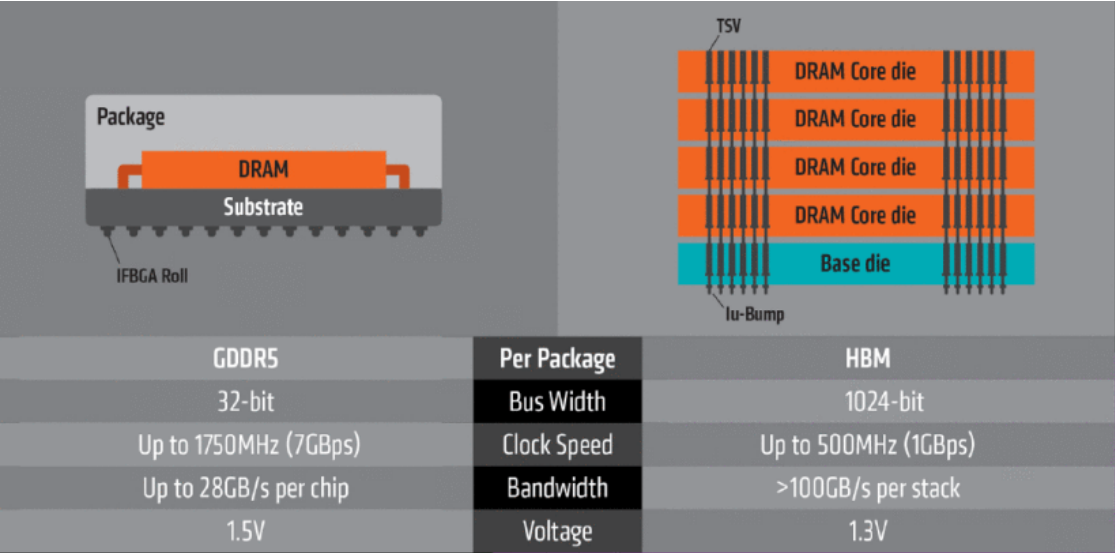 Package
DRAM
Substrate
IFBGA Roll
TSV
DRAM Core die
DRAM Core die
DRAM Core die
DRAM Core die
Base die
Iu-Bump
GDDR5 Per Package HBM
32-bit Bus Width 1024-bit
Up to 1750MHz (7GBps) Clock Speed Up to 500MHz (1GBps)
Up to 28GB/s per chip Bandwidth >100GB/s per stack
1.5V Voltage 1.3V